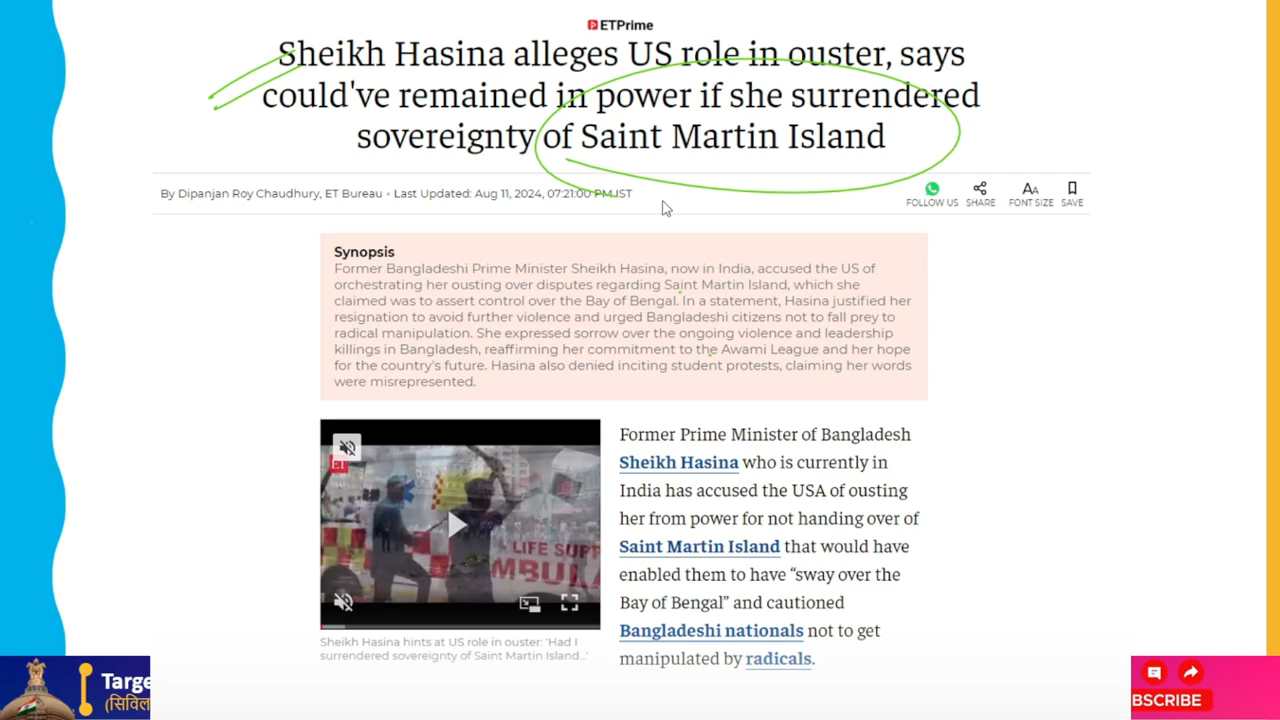 ETPrime
Sheikh Hasina alleges US role in ouster, says
could've remained in power if she surrendered
sovereignty of Saint Martin Island
By Dipanjan Roy Chaudhury, ET Bureau • Last Updated: Aug 11, 2024, 07:21:00 PM IST
FOLLOW US SHARE FONT SIZE SAVE
Synopsis
Former Bangladeshi Prime Minister Sheikh Hasina, now in India, accused the US of
orchestrating her ousting over disputes regarding Saint Martin Island, which she
claimed was to assert control over the Bay of Bengal. In a statement, Hasina justified her
resignation to avoid further violence and urged Bangladeshi citizens not to fall prey to
radical manipulation. She expressed sorrow over the ongoing violence and leadership
killings in Bangladesh, reaffirming her commitment to the Awami League and her hope
for the country's future. Hasina also denied inciting student protests, claiming her words
were misrepresented.
ET
LIFE SUPP
MBULA
Sheikh Hasina hints at US role in ouster: 'Had I
surrendered sovereignty of Saint Martin Island...'
Former Prime Minister of Bangladesh
Sheikh Hasina who is currently in
India has accused the USA of ousting
her from power for not handing over of
Saint Martin Island that would have
enabled them to have “sway over the
Bay of Bengal” and cautioned
Bangladeshi nationals not to get
manipulated by radicals.
Targe
(सिविल
BSCRIBE